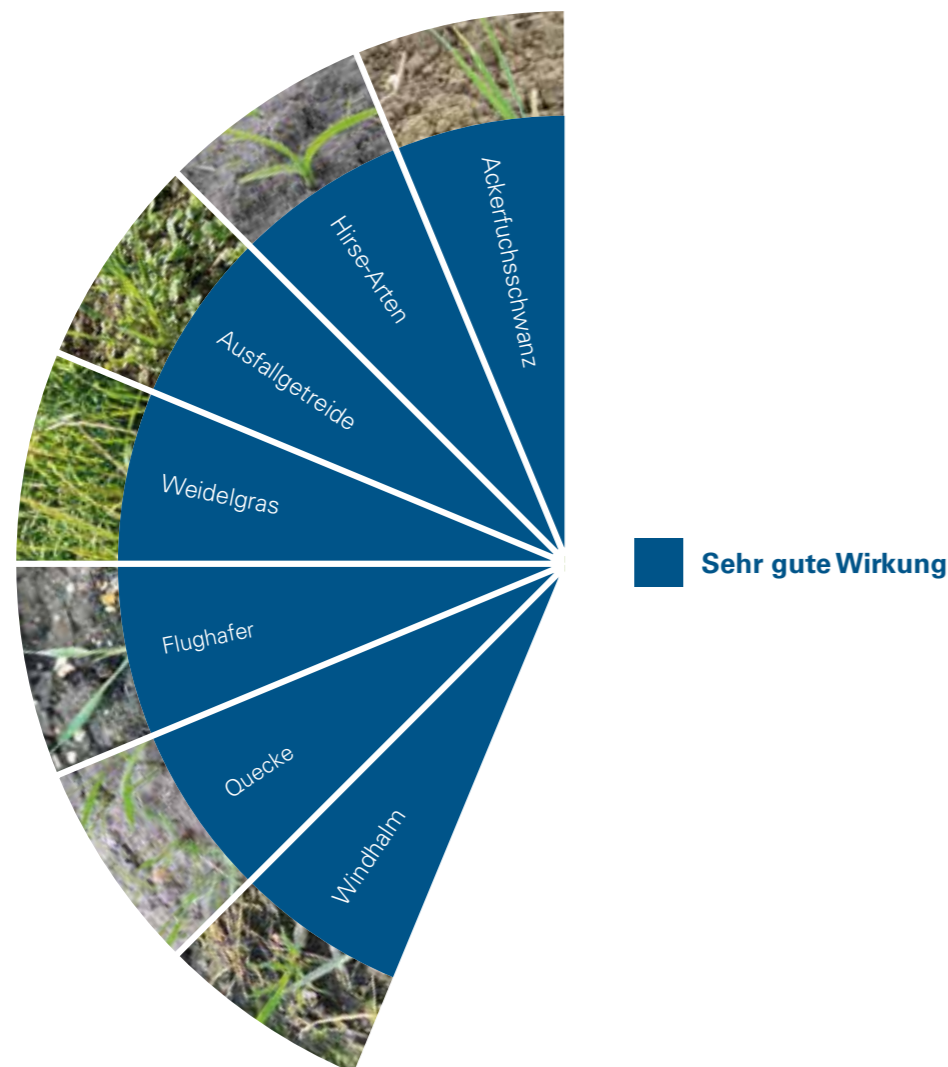 Ackerfuchsschwanz
Hirse-Arten
Ausfallgetreide
Weidelgras
Flughafer
Quecke
Windhalm
Sehr gute Wirkung